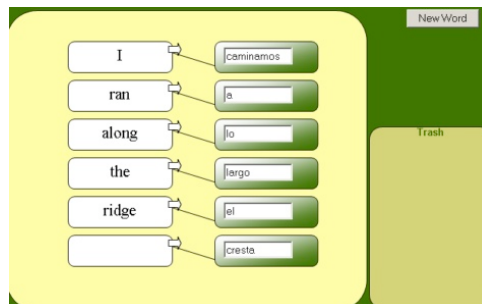 New Word
I caminamos
ran a
along lo
Trash
the largo
ridge el
cresta